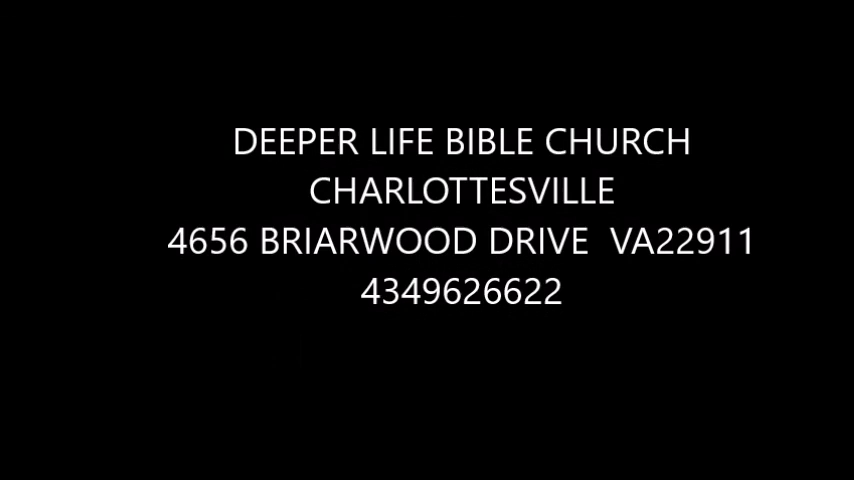 DEEPER LIFE BIBLE CHURCH
CHARLOTTESVILLE
4656 BRIARWOOD DRIVE  VA22911
4349626622